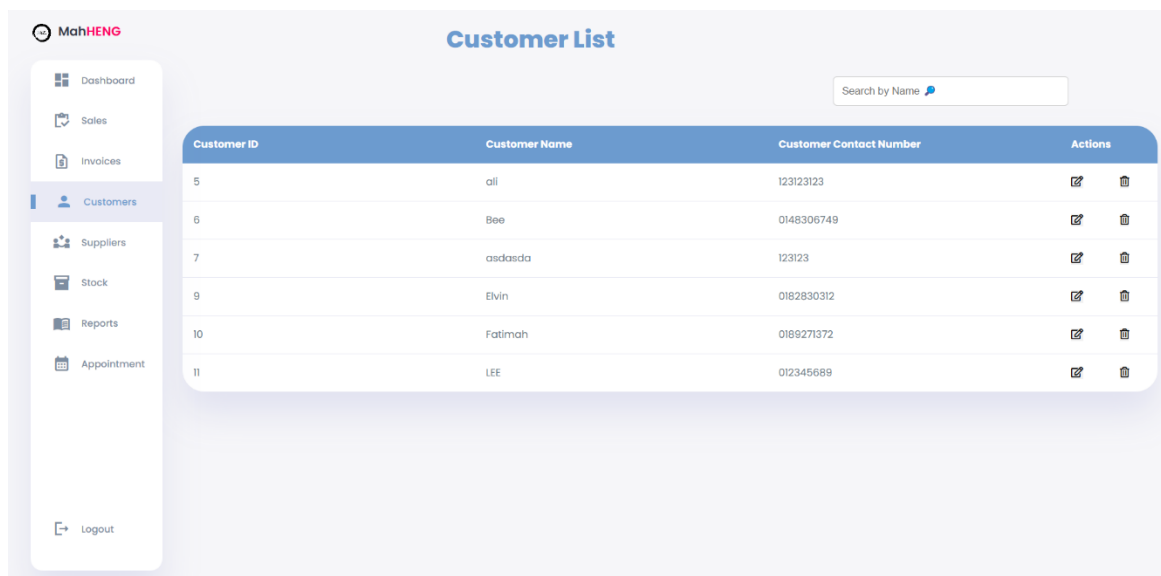 MahHENG
Customer List
Dashboard
Sales
Invoices
Customers
Suppliers
Stock
Reports
Appointment
Logout
Search by Name
Customer ID Customer Name Customer Contact Number Actions
5 ali 123123123
6 Bee 0148306749
7 asdasda 123123
9 Elvin 0182830312
10 Fatimah 0189271372
11 LEE 012345689